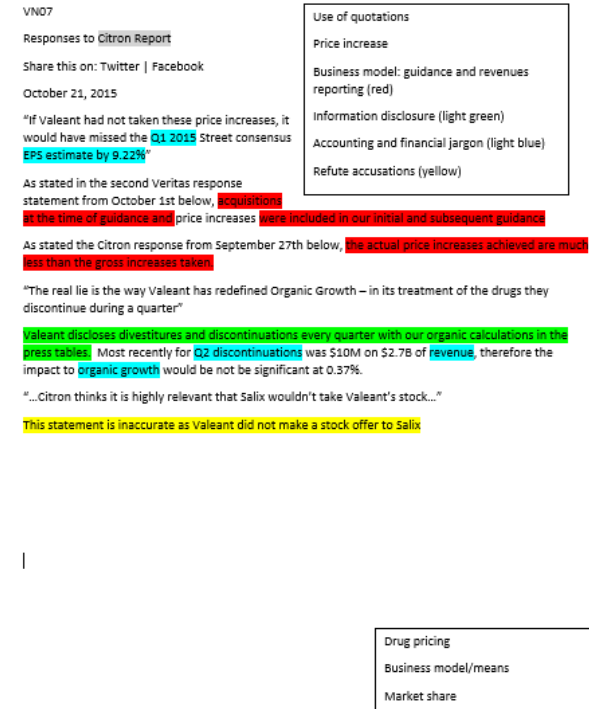 VN07
Responses to Citron Report
Share this on: Twitter | Facebook
October 21, 2015
“If Valeant had not taken these price increases, it
would have missed the Q1 2015 Street consensus
EPS estimate by 9.22%”
As stated in the second Veritas response
statement from October 1st below, acquisitions
at the time of guidance and price increases were included in our initial and subsequent guidance
As stated the Citron response from September 27th below, the actual price increases achieved are much
less than the gross increases taken.
“The real lie is the way Valeant has redefined Organic Growth – in its treatment of the drugs they
discontinue during a quarter”
Valeant discloses divestitures and discontinuations every quarter with our organic calculations in the
press tables. Most recently for Q2 discontinuations was $10M on $2.7B of revenue, therefore the
impact to organic growth would be not be significant at 0.37%.
“…Citron thinks it is highly relevant that Salix wouldn’t take Valeant’s stock…”
This statement is inaccurate as Valeant did not make a stock offer to Salix
Use of quotations
Price increase
Business model: guidance and revenues
reporting (red)
Information disclosure (light green)
Accounting and financial jargon (light blue)
Refute accusations (yellow)
Drug pricing
Business model/means
Market share